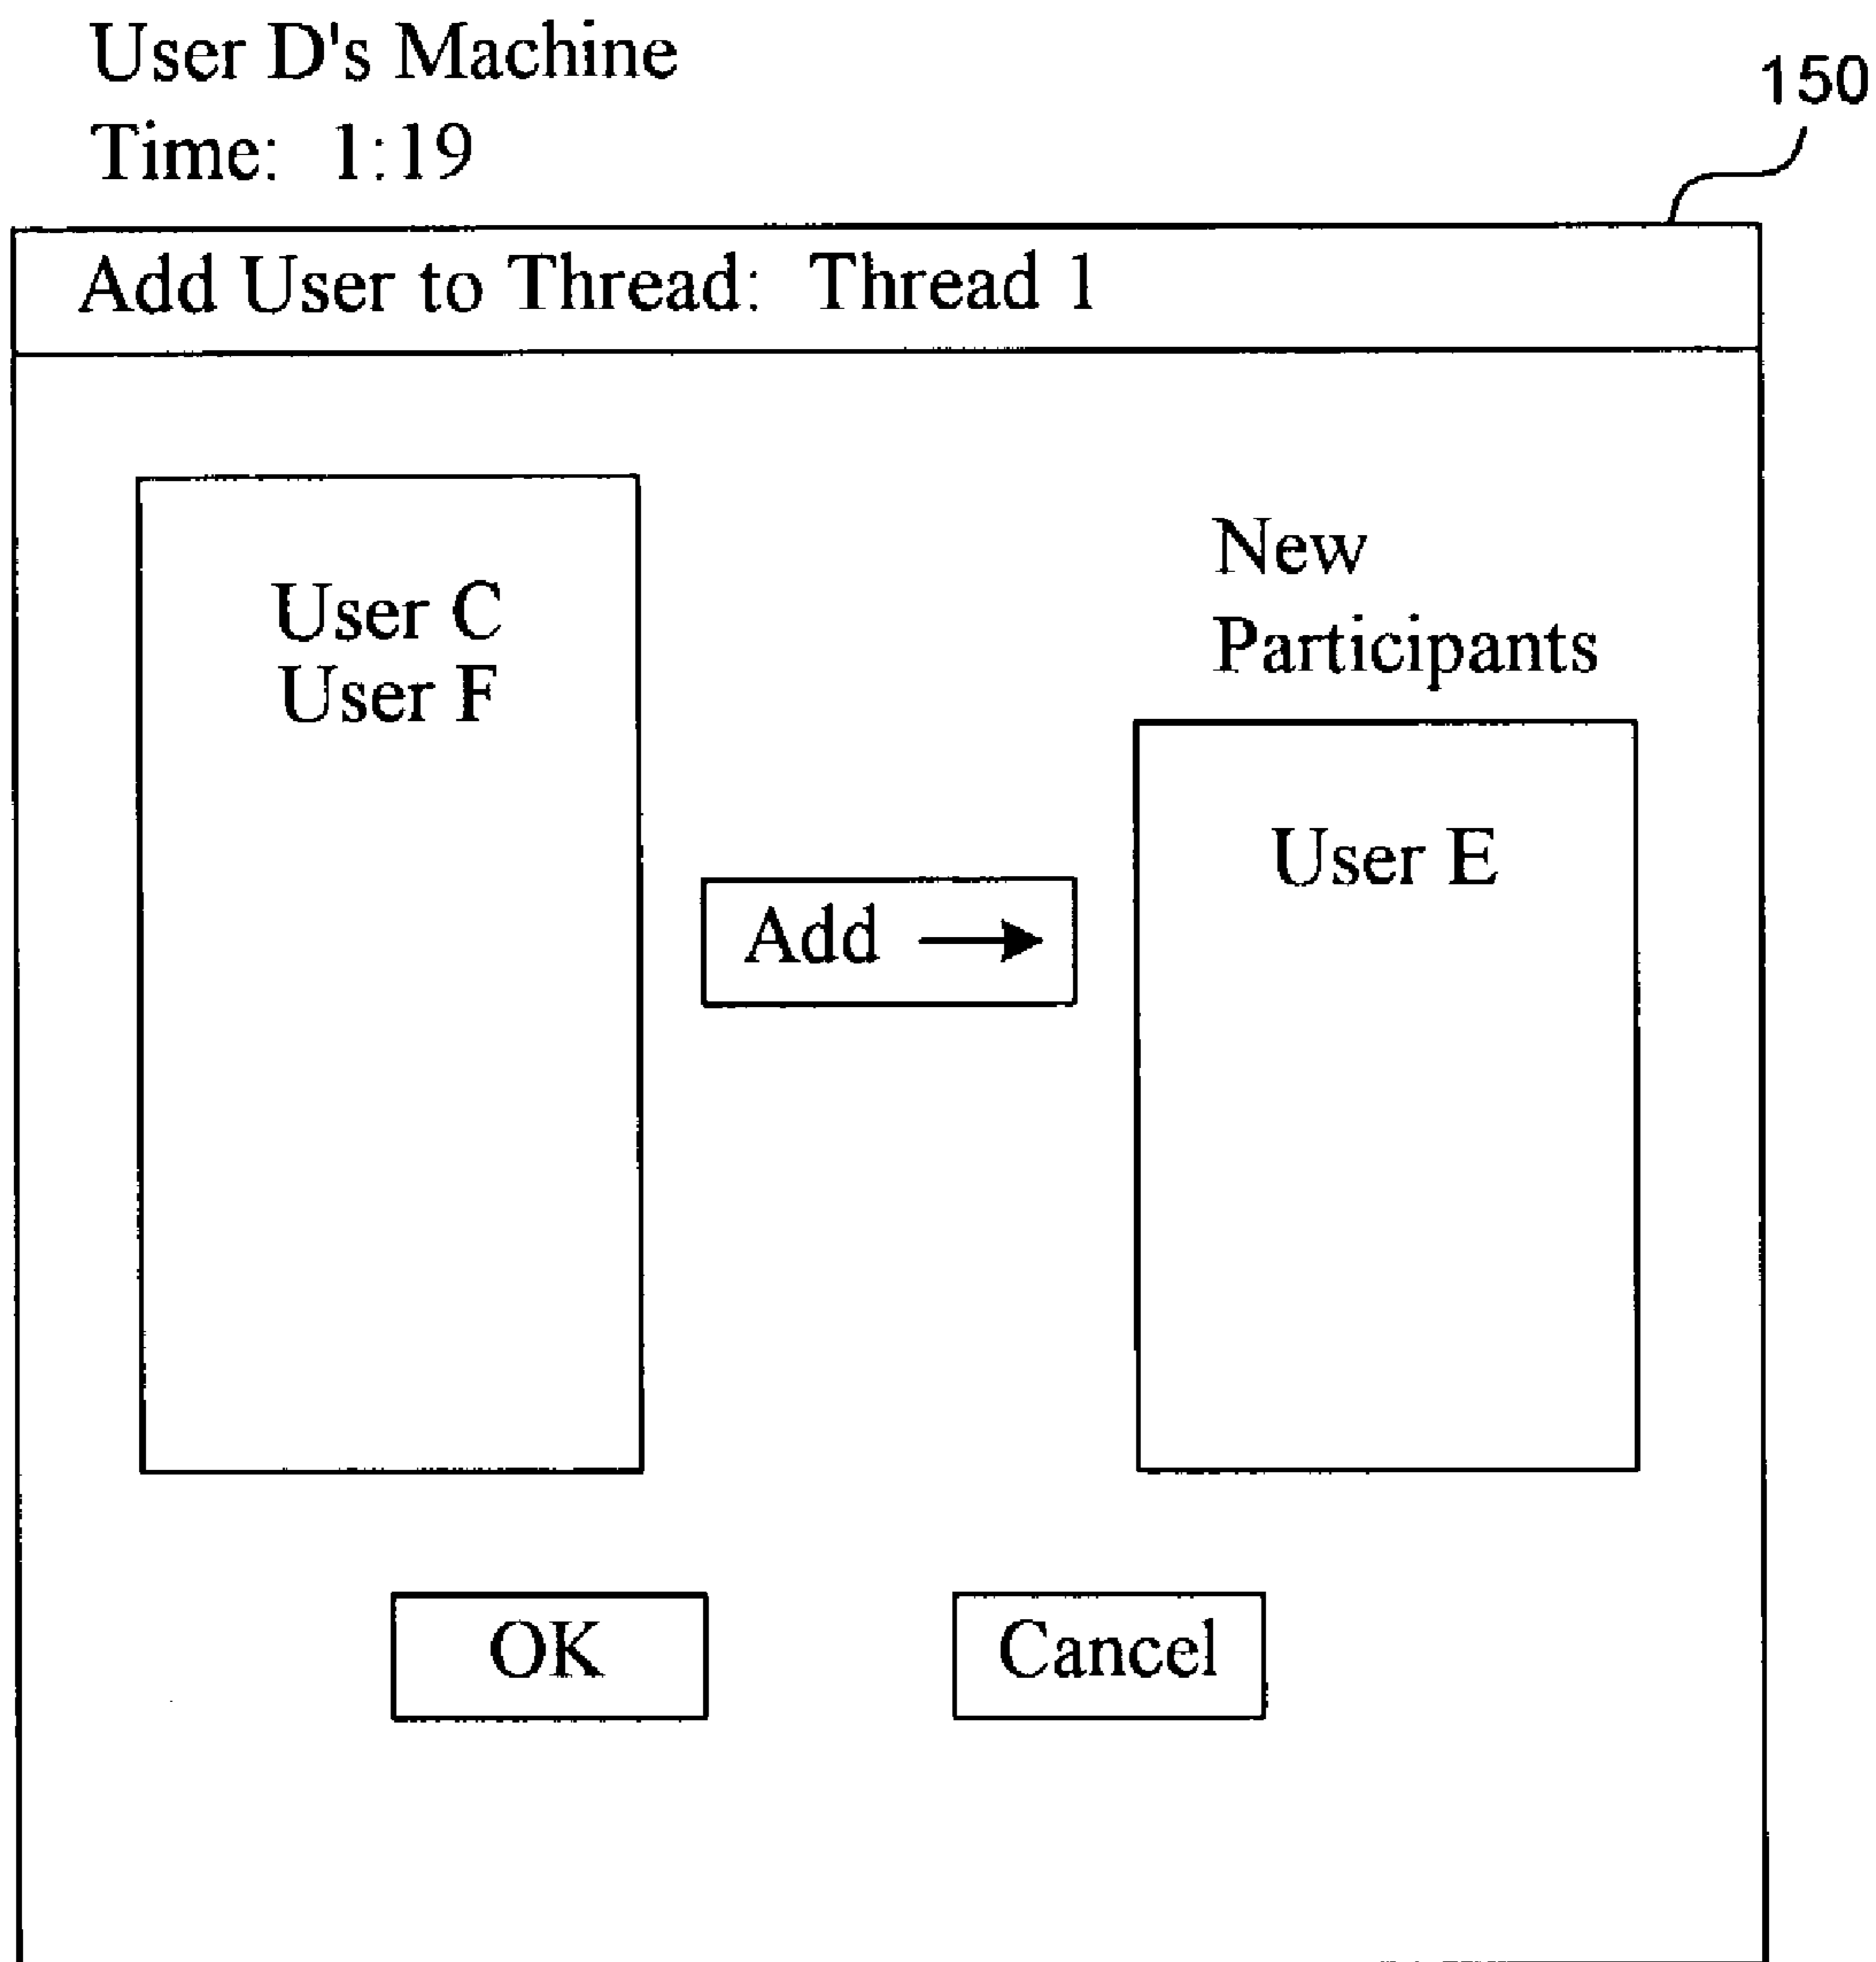 User D's Machine
Time: 1:19
150
Add User to Thread: Thread 1
User C
User F
New
Participants
User E
Add
OK
Cancel